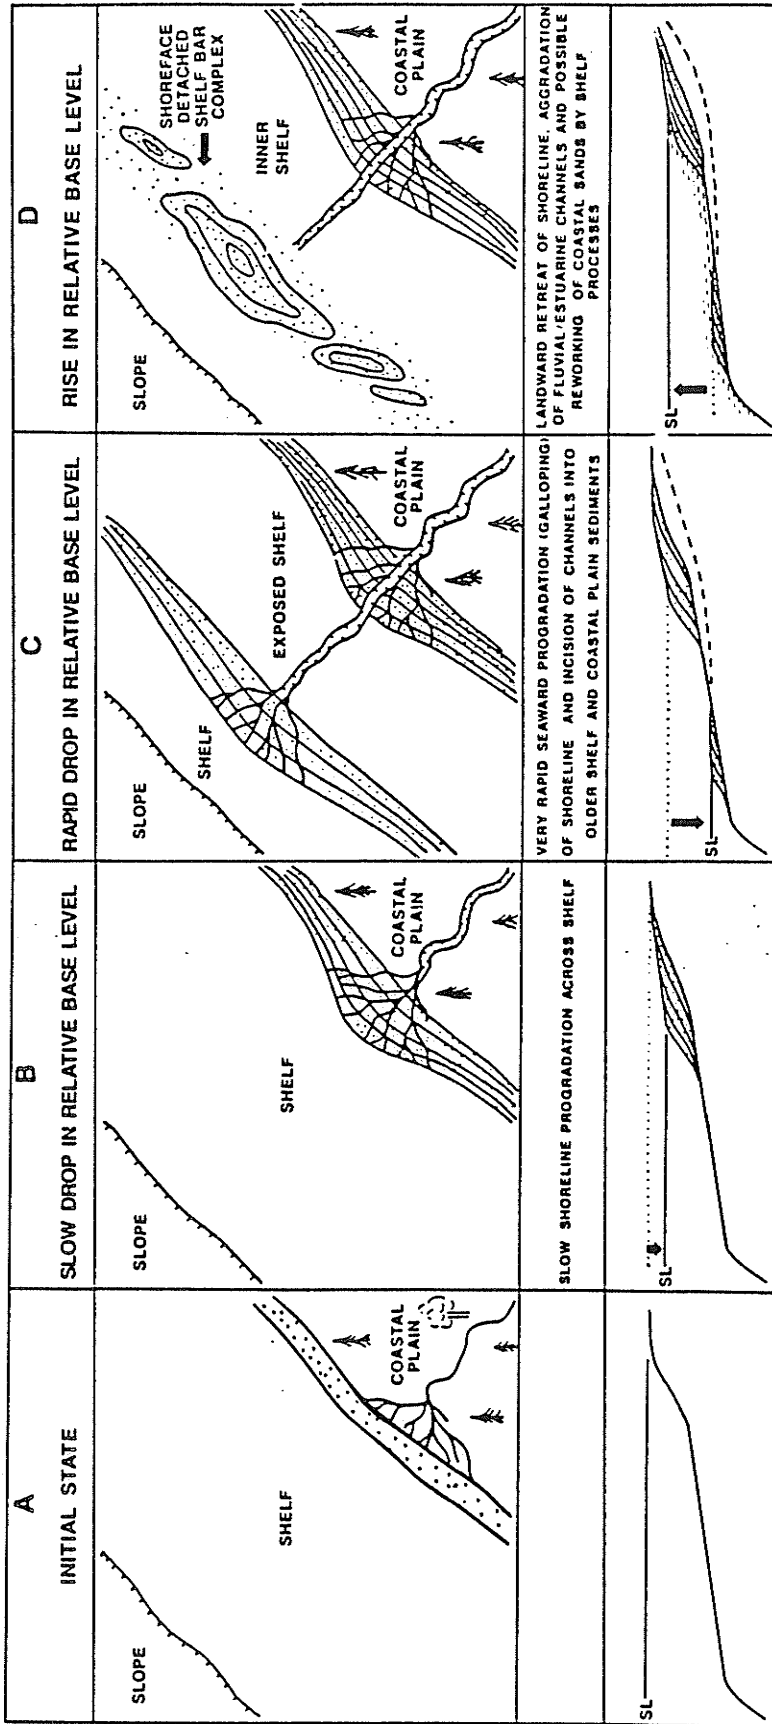 A
INITIAL STATE
SLOPE
SHELF
COASTAL
PLAIN
SL
B
SLOW DROP IN RELATIVE BASE LEVEL
SLOPE
SHELF
COASTAL
PLAIN
SLOW SHORELINE PROGRADATION ACROSS SHELF
SL
C
RAPID DROP IN RELATIVE BASE LEVEL
SLOPE
SHELF
EXPOSED SHELF
COASTAL
PLAIN
VERY RAPID SEAWARD PROGRADATION (GALLOPING)
OF SHORELINE AND INCISION OF CHANNELS INTO
OLDER SHELF AND COASTAL PLAIN SEDIMENTS
SL
D
RISE IN RELATIVE BASE LEVEL
SLOPE
SHOREFACE
DETACHED
SHELF BAR
COMPLEX
INNER
SHELF
COASTAL
PLAIN
LANDWARD RETREAT OF SHORELINE, AGGRADATION
OF FLUVIAL/ESTUARINE CHANNELS AND POSSIBLE
REWORKING OF COASTAL SANDS BY SHELF
PROCESSES
SL